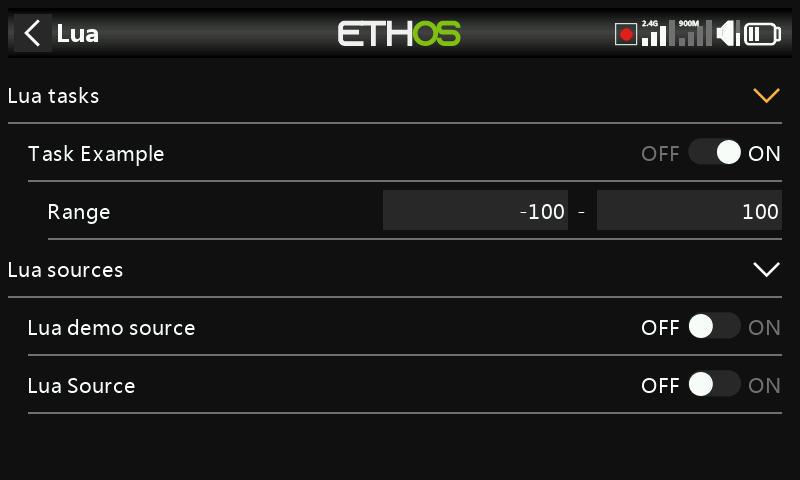 Lua
ETHOS
2.4G
900M
Lua tasks
Task Example
OFF ON
Range
-100 - 100
Lua sources
Lua demo source
OFF ON
Lua Source
OFF ON